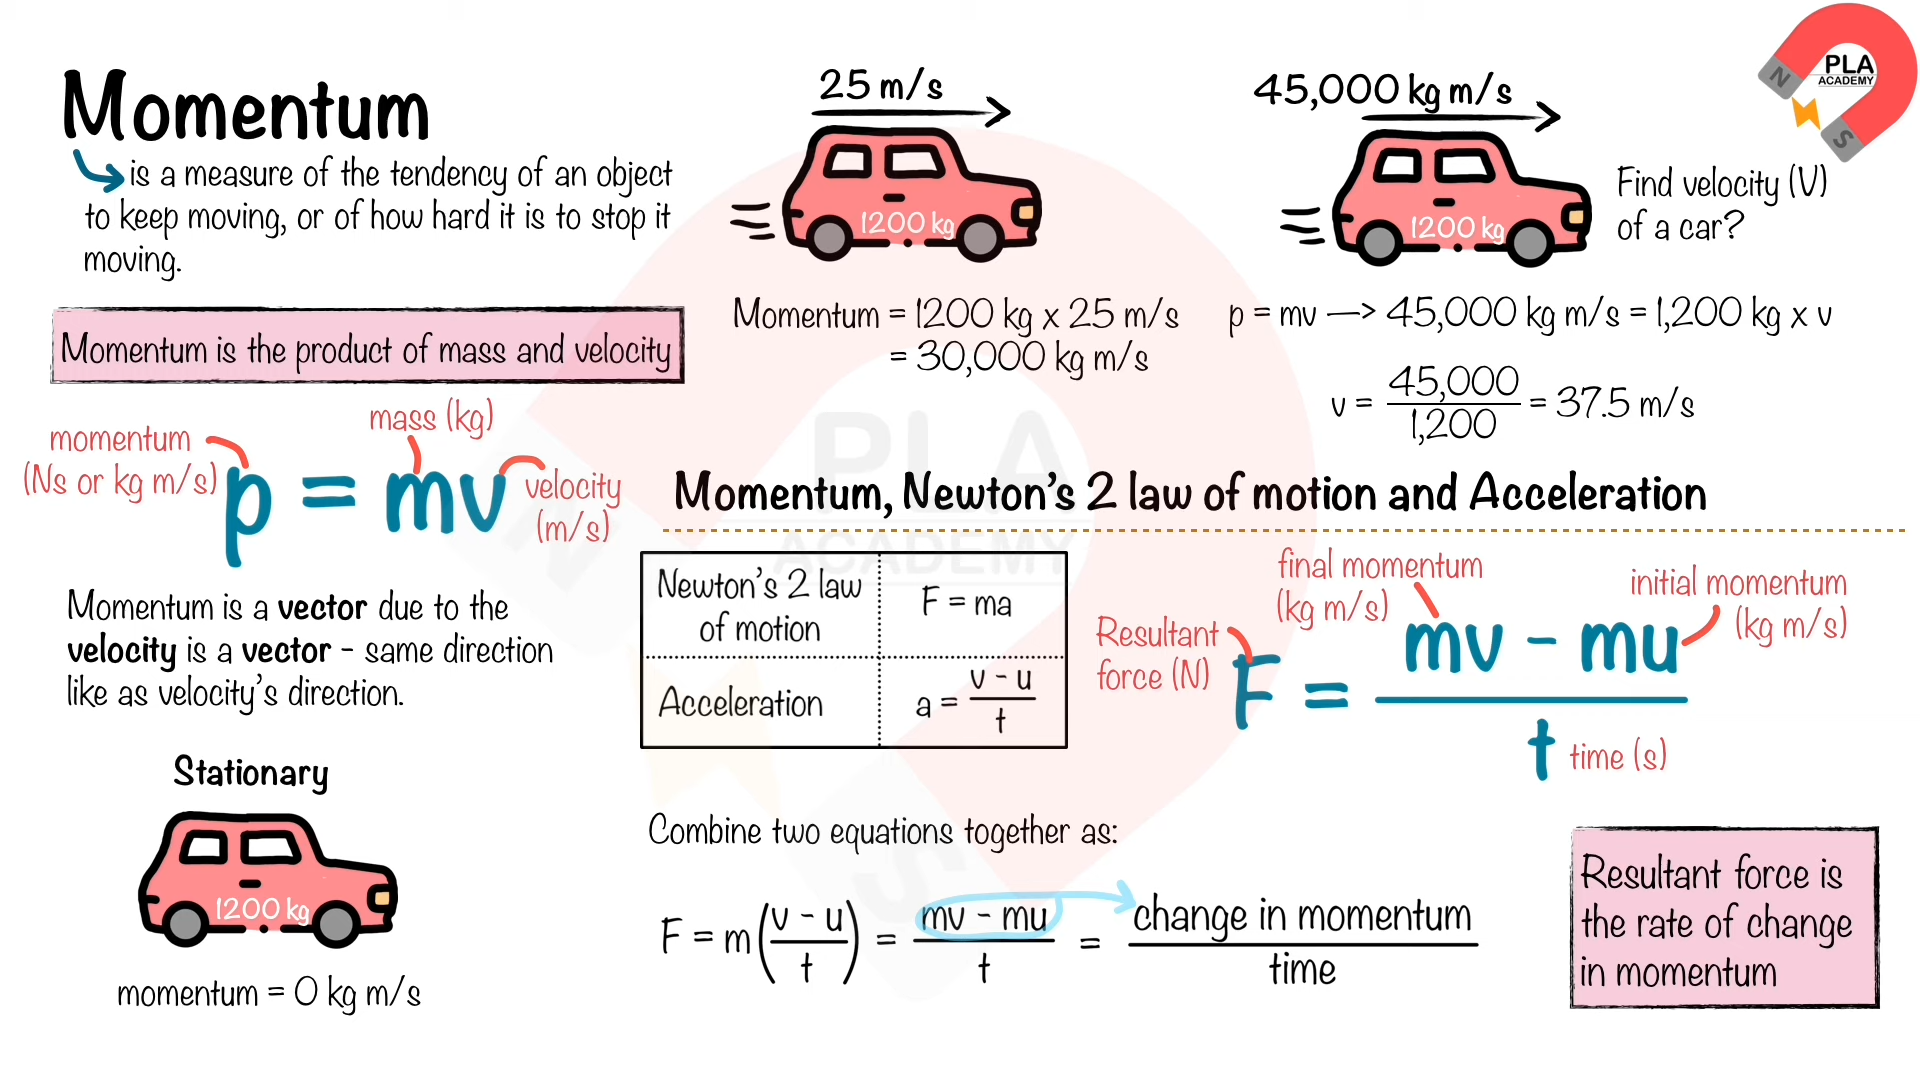 Momentum
is a measure of the tendency of an object
to keep moving, or of how hard it is to stop it
moving.
Momentum is the product of mass and velocity
momentum
(Ns or kg m/s)
mass (kg)
p = mv
velocity
(m/s)
Momentum is a vector due to the
velocity is a vector - same direction
like as velocity's direction.
Stationary
1200 kg
momentum = 0 kg m/s
25 m/s
1200 kg
Momentum = 1200 kg x 25 m/s
= 30,000 kg m/s
45,000 kg m/s
1200 kg
Find velocity (V)
of a car?
p = mv —> 45,000 kg m/s = 1,200 kg x v
v = 45,000
1,200
= 37.5 m/s
PLA
ACADEMY
N
S
Momentum, Newton's 2 law of motion and Acceleration
Newton's 2 law
of motion
F = ma
Acceleration
a = v - u
t
Resultant
force (N)
final momentum
(kg m/s)
initial momentum
(kg m/s)
F = mv - mu
t
time (s)
Combine two equations together as:
F = m(v - u) = mv - mu = change in momentum
t
t
time
Resultant force is
the rate of change
in momentum
PLA
ACADEMY
N
S